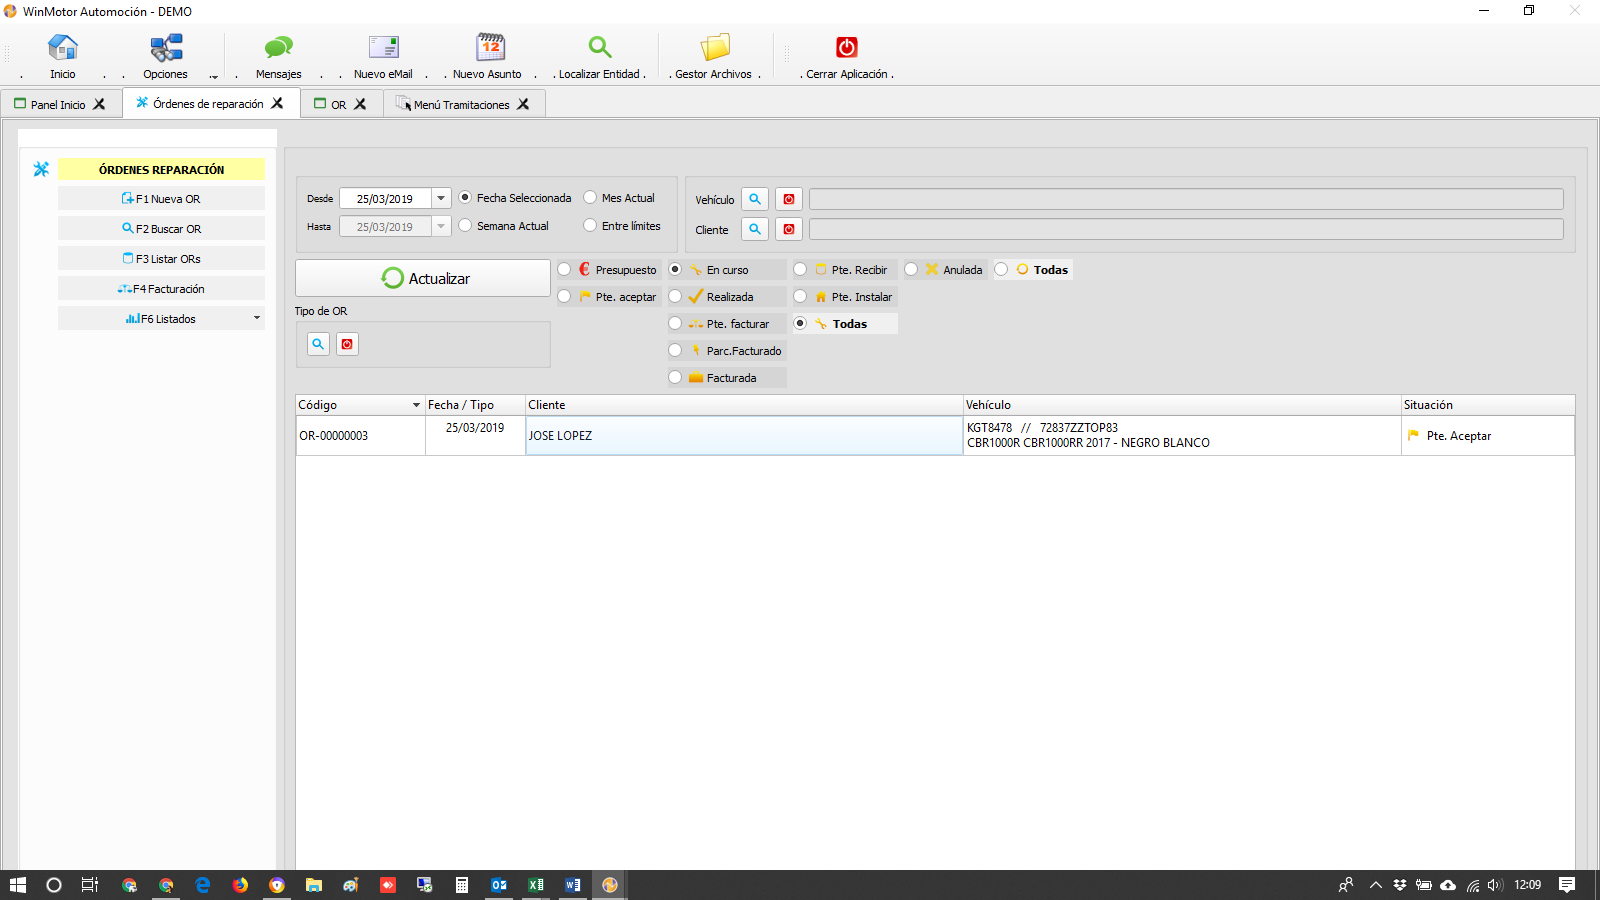 WinMotor Automoción - DEMO
. Inicio .
. Opciones
. Mensajes .
. Nuevo eMail .
. Nuevo Asunto .
. Localizar Entidad .
. Gestor Archivos .
. Cerrar Aplicación .
Panel Inicio
Órdenes de reparación
OR
Menú Tramitaciones
ÓRDENES REPARACIÓN
F1 Nueva OR
F2 Buscar OR
F3 Listar ORs
F4 Facturación
F6 Listados
Desde 25/03/2019
Fecha Seleccionada
Mes Actual
Hasta 25/03/2019
Semana Actual
Entre límites
Vehículo
Cliente
Actualizar
Tipo de OR
Presupuesto
Pte. aceptar
En curso
Realizada
Pte. facturar
Parc.Facturado
Facturada
Pte. Recibir
Pte. Instalar
Todas
Anulada
Todas
Código Fecha / Tipo Cliente Vehículo Situación
OR-00000003
25/03/2019
JOSE LOPEZ
KGT8478 // 72837ZZTOP83
CBR1000R CBR1000RR 2017 - NEGRO BLANCO
Pte. Aceptar
12:09